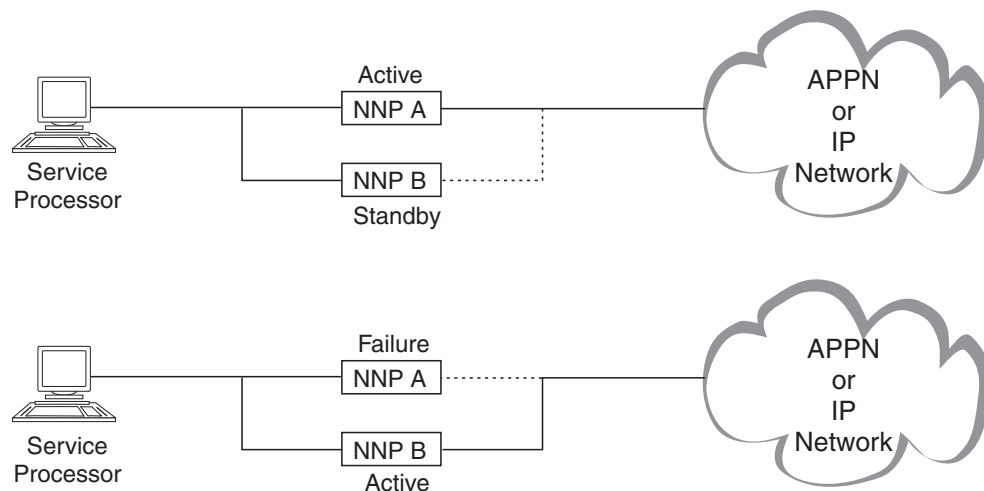 Active
NNP A
NNP B
Standby
Service
Processor
APPN
or
IP
Network
Failure
NNP A
NNP B
Active
Service
Processor
APPN
or
IP
Network